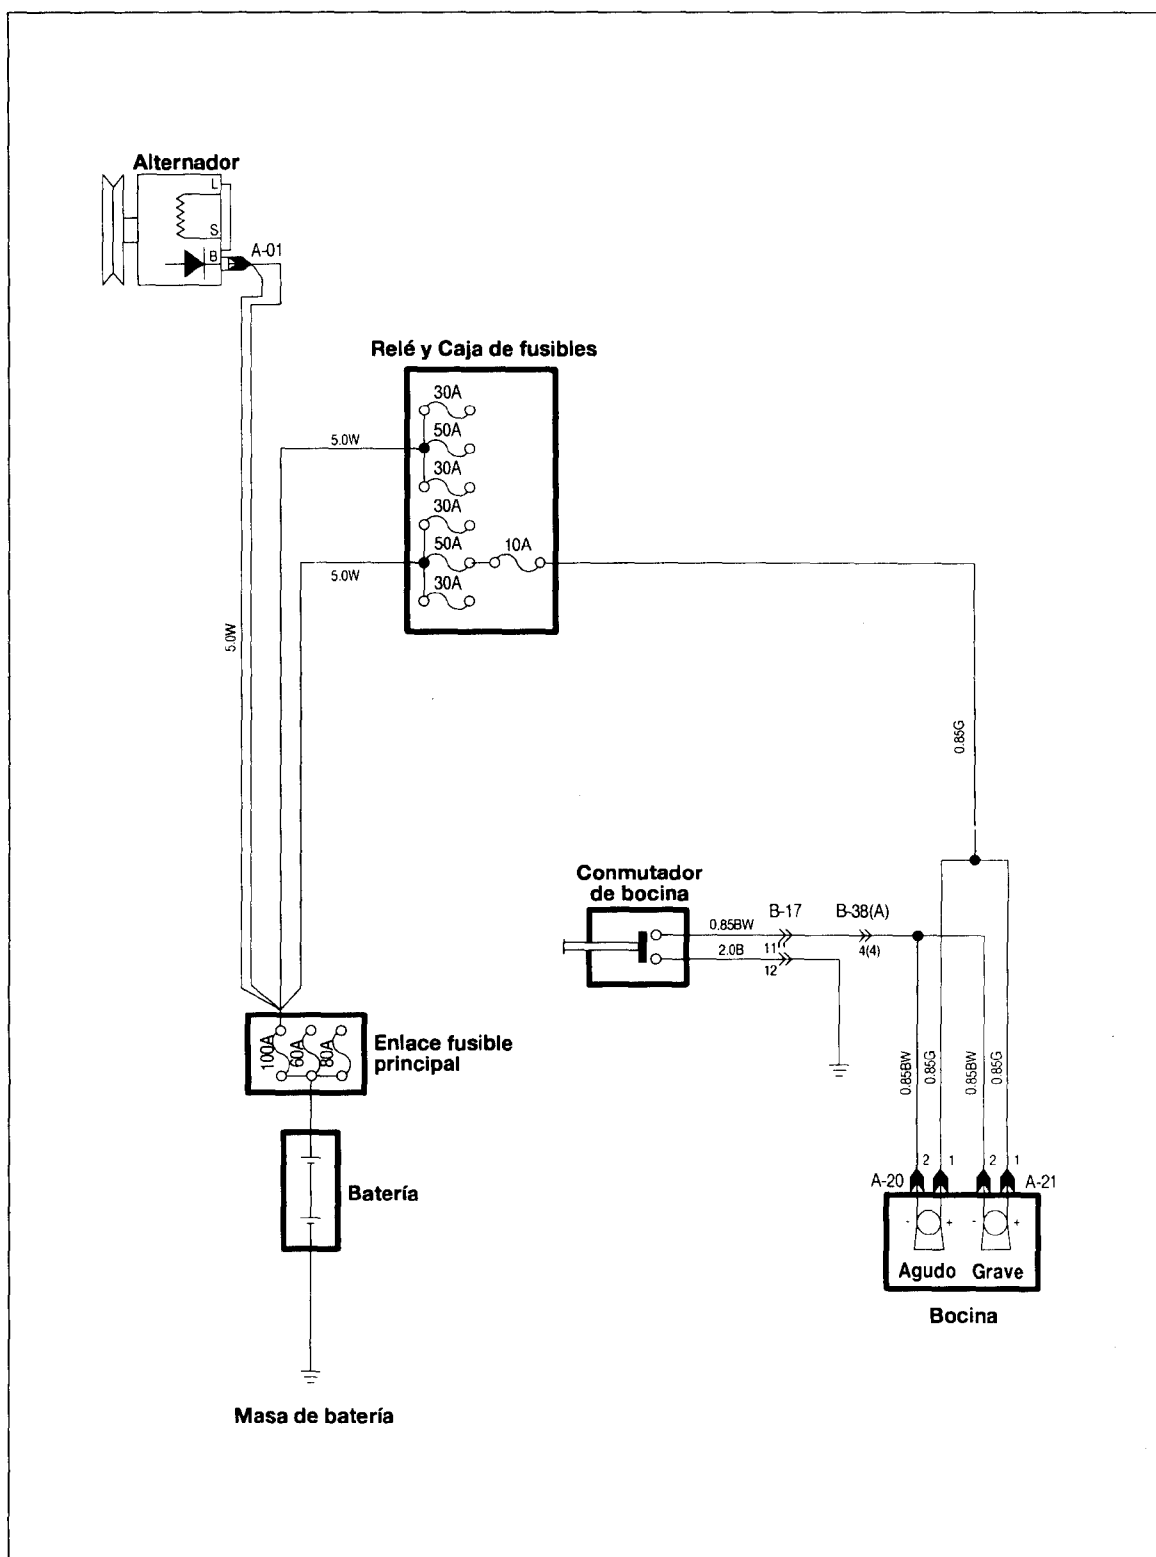 Alternador
L
S
B
A-01
Relé y Caja de fusibles
30A
50A
30A
30A
50A
10A
30A
5.0W
5.0W
5.0W
0.85G
Conmutador
de bocina
0.85BW
B-17
B-38(A)
11
4(4)
2.0B
12
100A
60A
80A
Enlace fusible
principal
Batería
Masa de batería
0.85BW
0.85G
0.85BW
0.85G
2
1
2
1
A-20
A-21
-
+
-
+
Agudo
Grave
Bocina